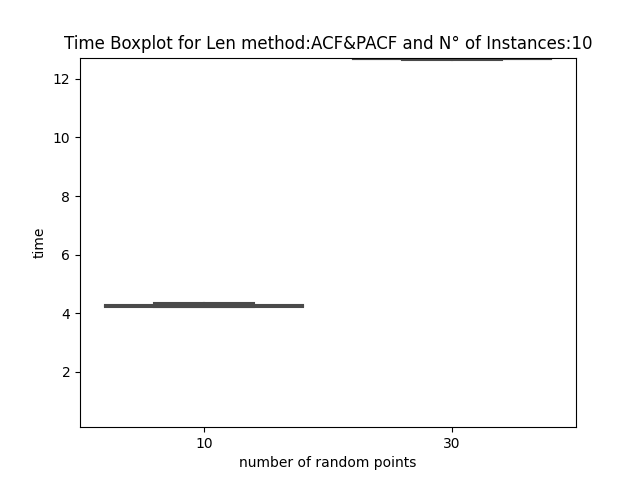 Time Boxplot for Len method:ACF&PACF and N° of Instances:10
12
10
8
6
4
2
time
10
30
number of random points